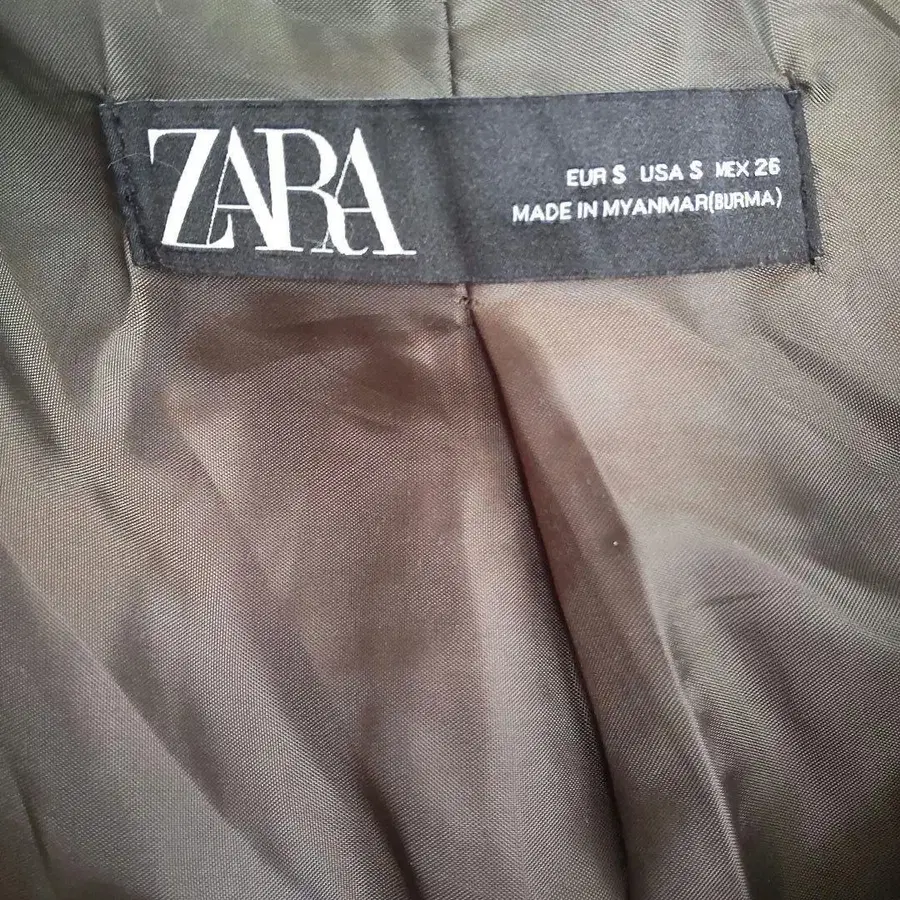 ZARA
EUR S USA S MEX 26
MADE IN MYANMAR(BURMA)